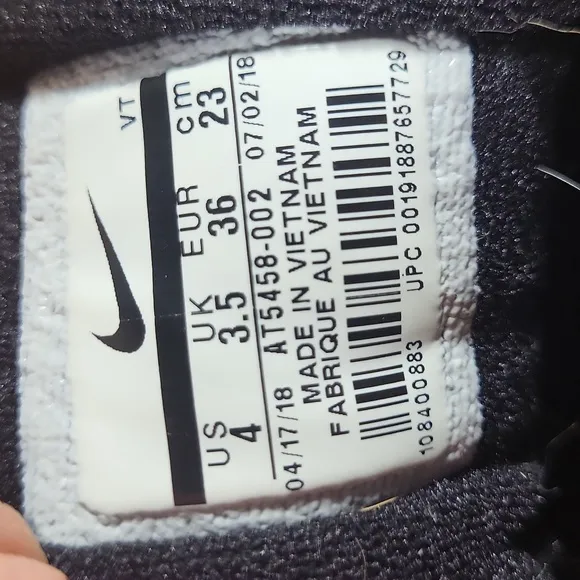 VT
US UK EUR cm
4 3.5 36 23
04/17/18 AT5458-002 07/02/18
MADE IN VIETNAM
FABRIQUE AU VIETNAM
108400883 UPC 00191887657729